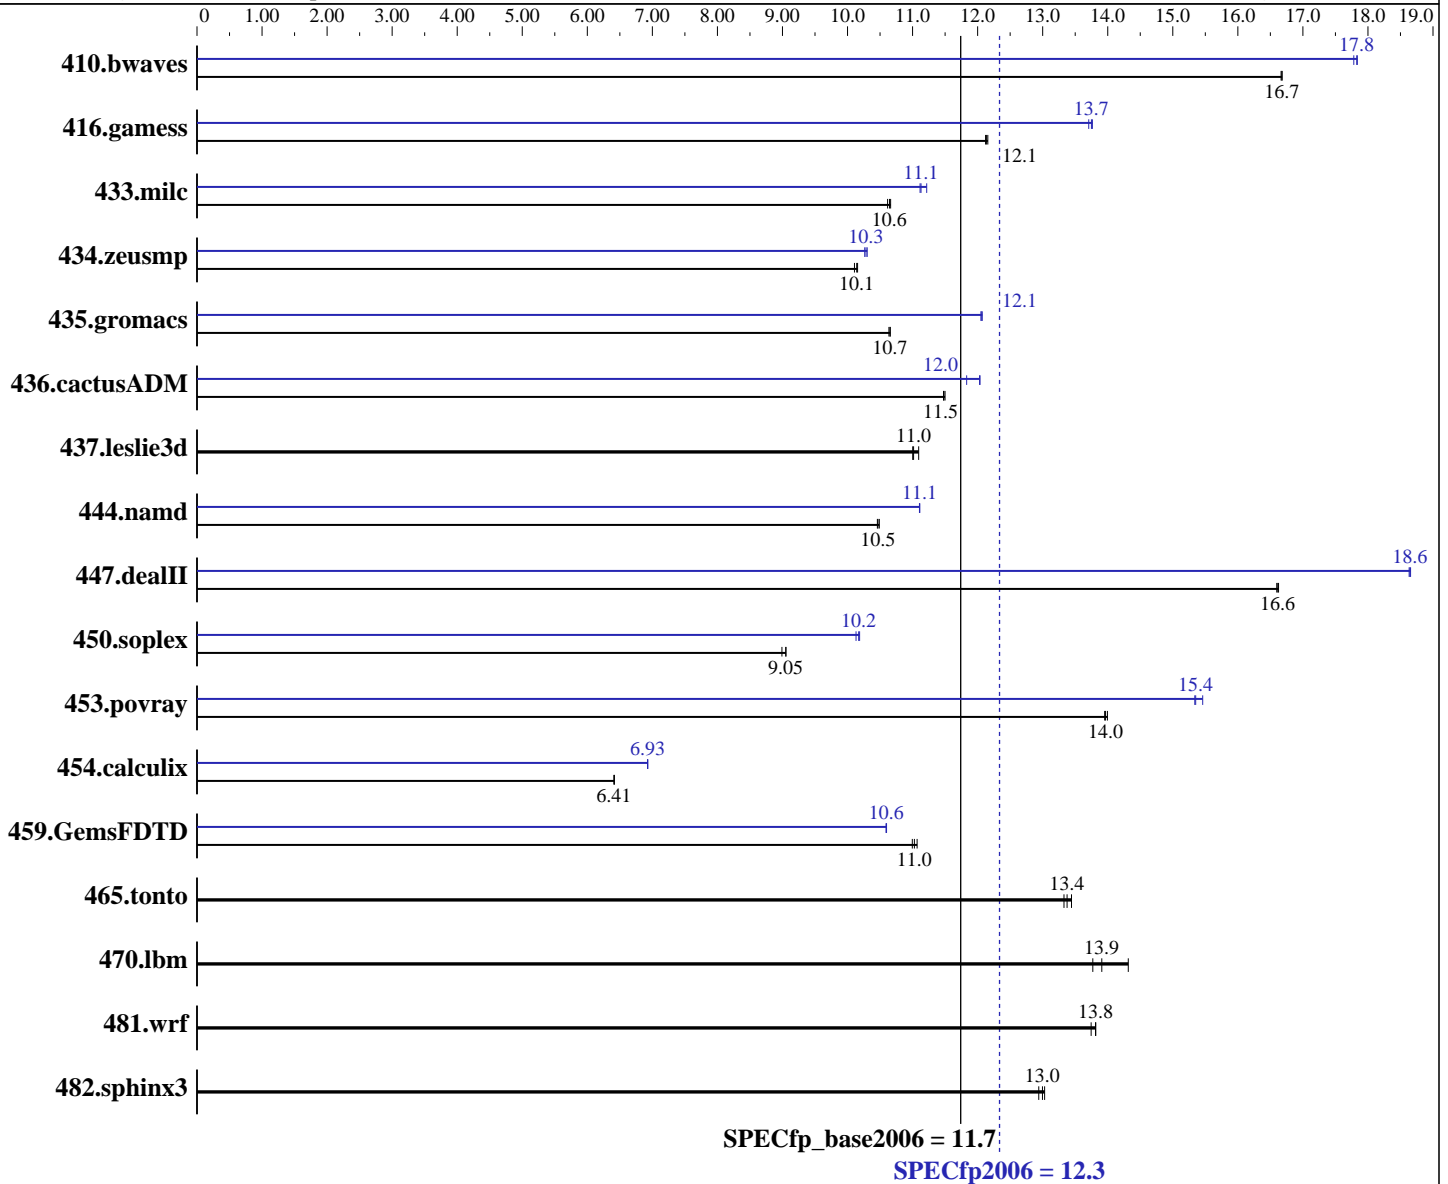 0 1.00 2.00 3.00 4.00 5.00 6.00 7.00 8.00 9.00 10.0 11.0 12.0 13.0 14.0 15.0 16.0 17.0 18.0 19.0
17.8
410.bwaves
16.7
13.7
416.gamess
12.1
11.1
433.milc
10.6
10.3
434.zeusmp
10.1
12.1
435.gromacs
10.7
12.0
436.cactusADM
11.5
11.0
437.leslie3d
11.1
444.namd
10.5
18.6
447.dealII
16.6
10.2
450.soplex
9.05
15.4
453.povray
14.0
6.93
454.calculix
6.41
10.6
459.GemsFDTD
11.0
13.4
465.tonto
13.9
470.lbm
13.8
481.wrf
13.0
482.sphinx3
SPECfp_base2006 = 11.7
SPECfp2006 = 12.3